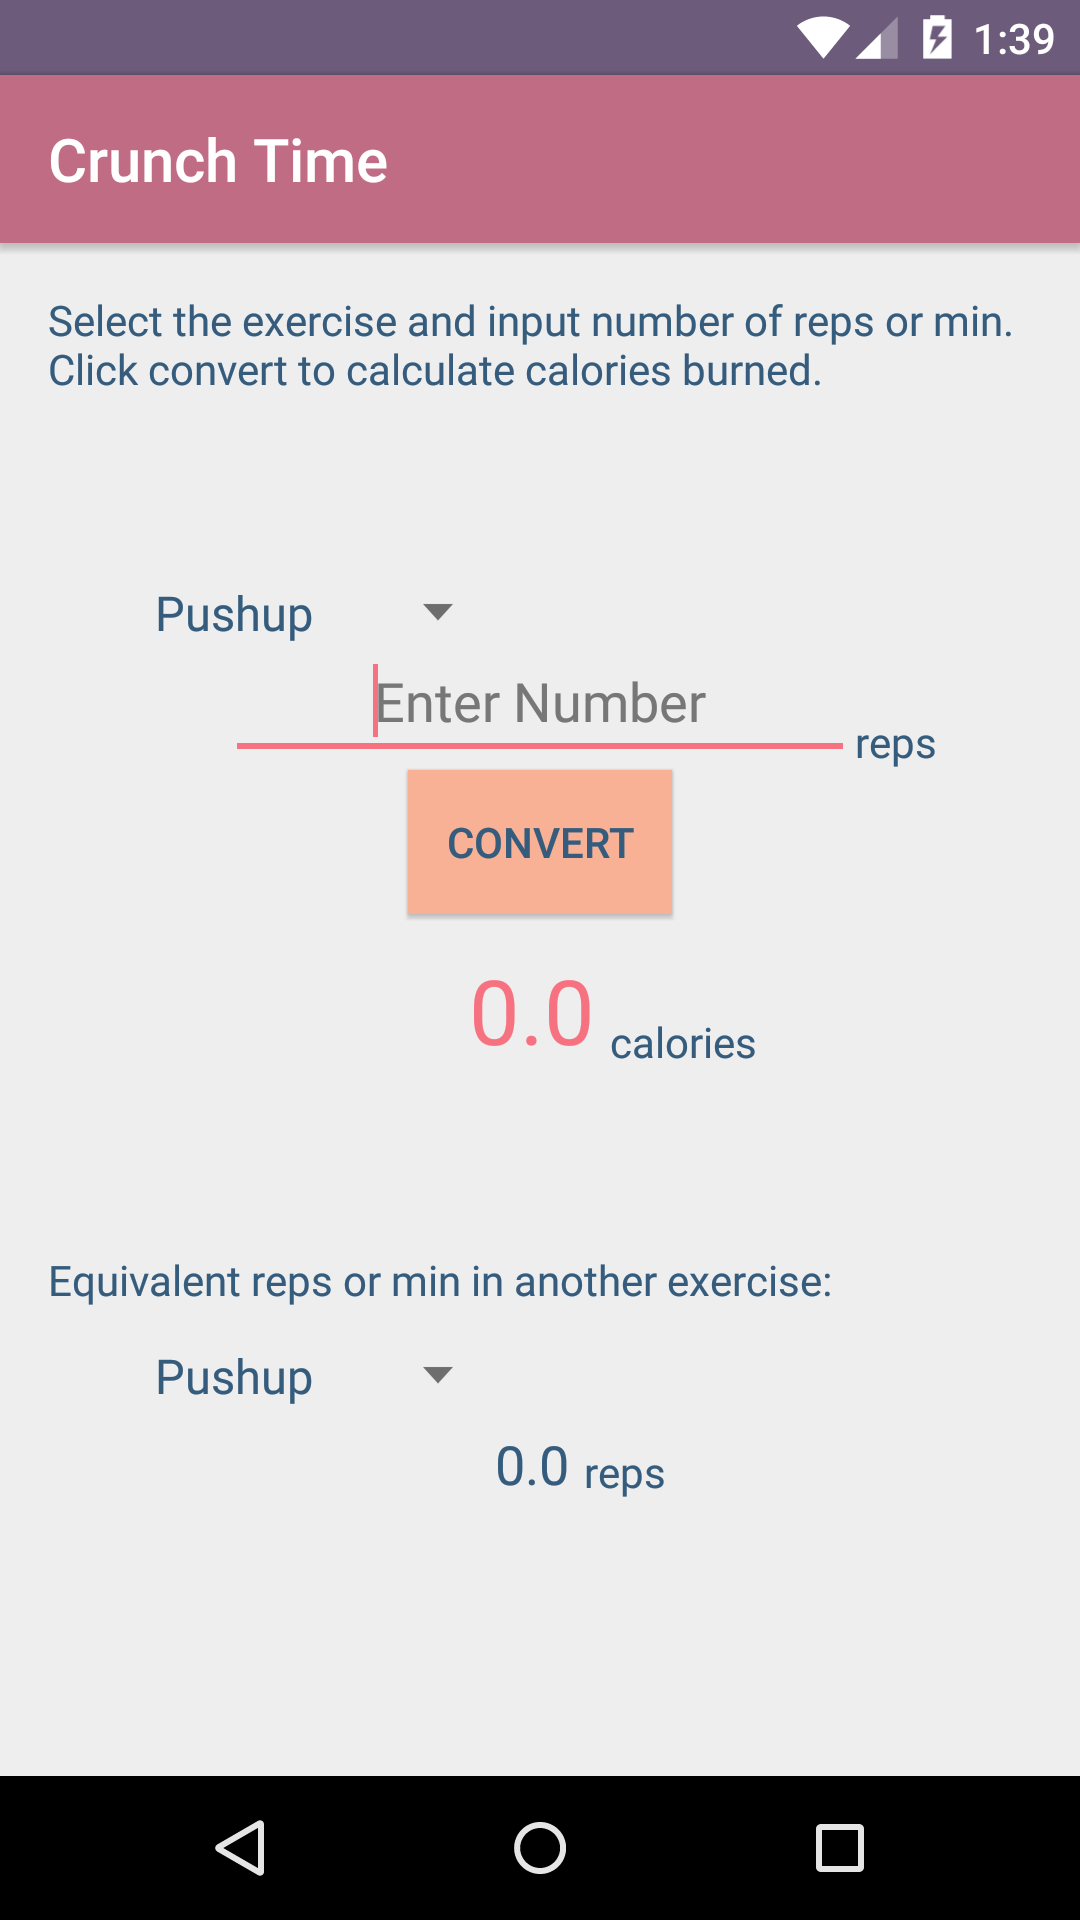 1:39
Crunch Time
Select the exercise and input number of reps or min.
Click convert to calculate calories burned.
Pushup
Enter Number
reps
CONVERT
0.0 calories
Equivalent reps or min in another exercise:
Pushup
0.0 reps